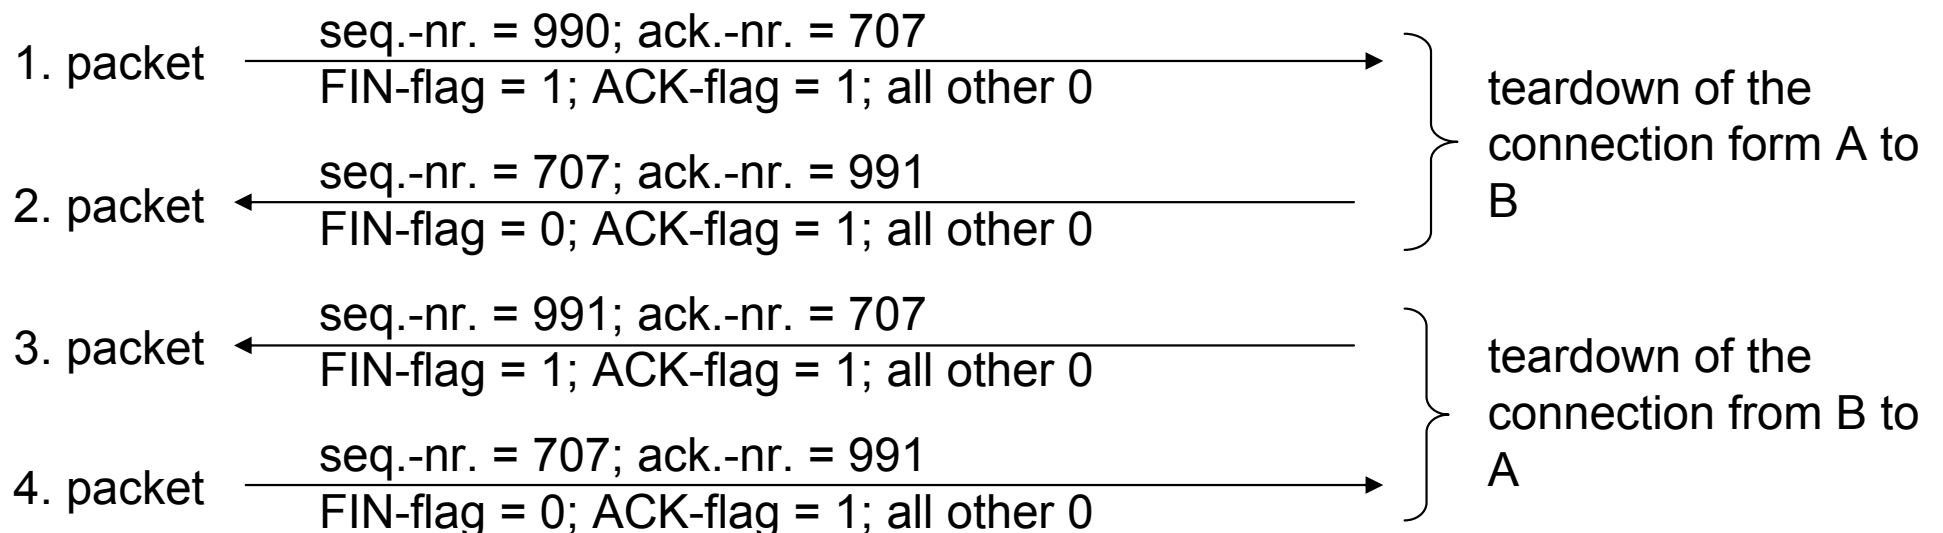 seq.-nr. = 990; ack.-nr. = 707
1. packet
FIN-flag = 1; ACK-flag = 1; all other 0
teardown of the
connection form A to
B
seq.-nr. = 707; ack.-nr. = 991
2. packet
FIN-flag = 0; ACK-flag = 1; all other 0
seq.-nr. = 991; ack.-nr. = 707
3. packet
FIN-flag = 1; ACK-flag = 1; all other 0
teardown of the
connection from B to
A
seq.-nr. = 707; ack.-nr. = 991
4. packet
FIN-flag = 0; ACK-flag = 1; all other 0